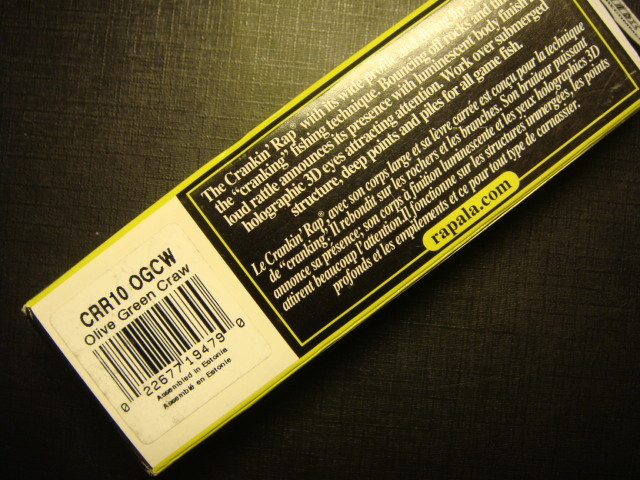 The Crankin' Rap® with its wide profile and diving lip is
the "cranking" fishing technique. Bouncing off rocks and
loud rattle announces its presence with luminescent body finish
holographic 3D eyes attracting attention. Work over submerged
structure, deep points and piles for all game fish.
Le Crankin' Rap® avec son corps large et sa lèvre carrée est conçu pour la technique
de "cranking". Il rebondit sur les rochers et les branches. Son bruiteur puissant
annonce sa présence; son corps à finition luminescente et les yeux holographics 3D
attirent beaucoup l'attention.Il fonctionne sur les structures immergées, les points
profonds et les empilements et ce pour tout type de carnassier.
rapala.com
CRR10 OGCW
Olive Green Craw
0 22677 19479 0
Assembled in Estonia
Assemblé en Estonie